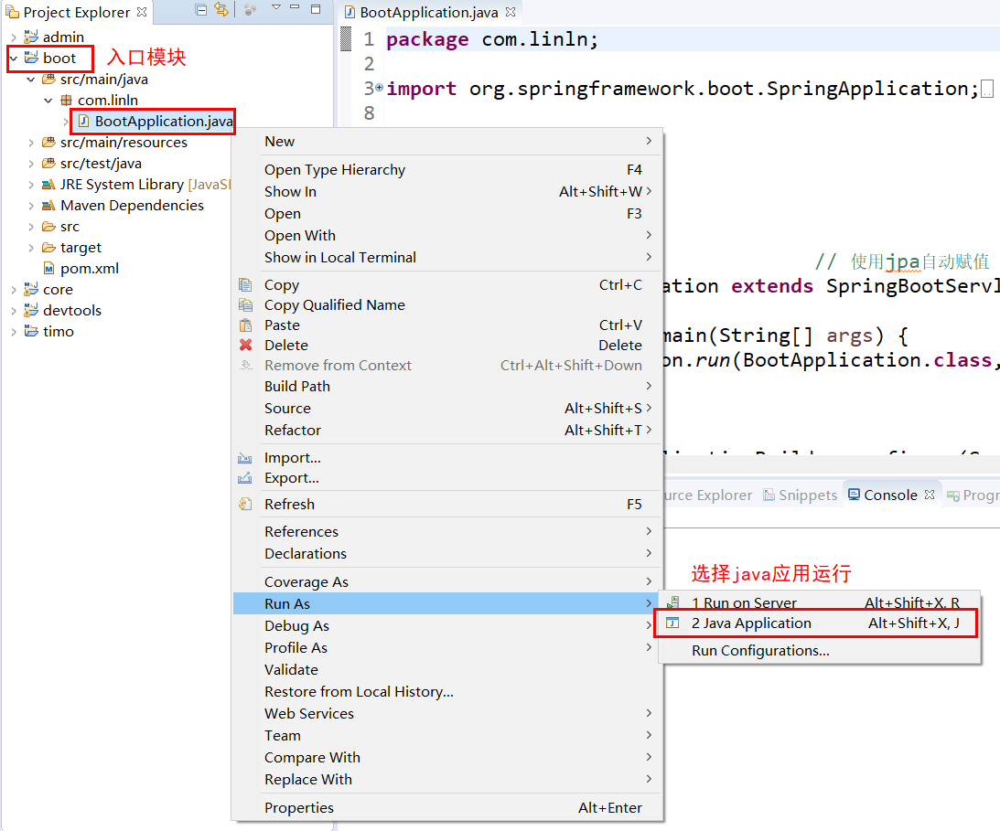 Project Explorer
admin
boot
入口模块
src/main/java
com.linln
BootApplication.java
src/main/resources
src/test/java
JRE System Library [JavaSE
Maven Dependencies
src
target
pom.xml
core
devtools
timo
BootApplication.java
1 package com.linln;
2
3 import org.springframework.boot.SpringApplication;
8
// 使用jpa自动赋值
ation extends SpringBootServl
main(String[] args) {
on.run(BootApplication.class,
New
Open Type Hierarchy F4
Show In Alt+Shift+W
Open F3
Open With
Show in Local Terminal
Copy Ctrl+C
Copy Qualified Name
Paste Ctrl+V
Delete Delete
Remove from Context Ctrl+Alt+Shift+Down
Build Path
Source Alt+Shift+S
Refactor Alt+Shift+T
Import...
Export...
Refresh F5
References
Declarations
Coverage As
Run As
Debug As
Profile As
Validate
Restore from Local History...
Web Services
Team
Compare With
Replace With
Properties Alt+Enter
urce Explorer
Snippets
Console
Progr
选择java应用运行
1 Run on Server Alt+Shift+X, R
2 Java Application Alt+Shift+X, J
Run Configurations...